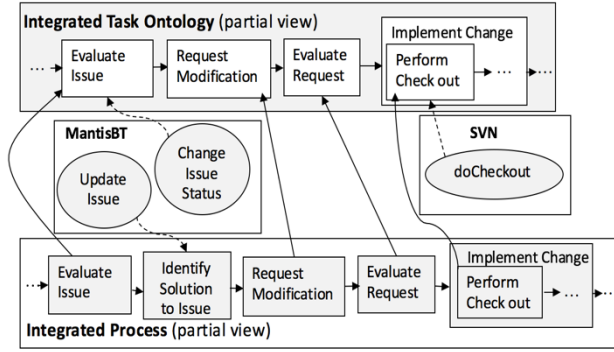 Integrated Task Ontology (partial view)
Evaluate
Issue
Request
Modification
Evaluate
Request
Implement Change
Perform
Check out
...
...
...
MantisBT
Update
Issue
Change
Issue
Status
SVN
doCheckout
...
Evaluate
Issue
Identify
Solution
to Issue
Request
Modification
Evaluate
Request
Implement Change
Perform
Check out
...
...
...
Integrated Process (partial view)